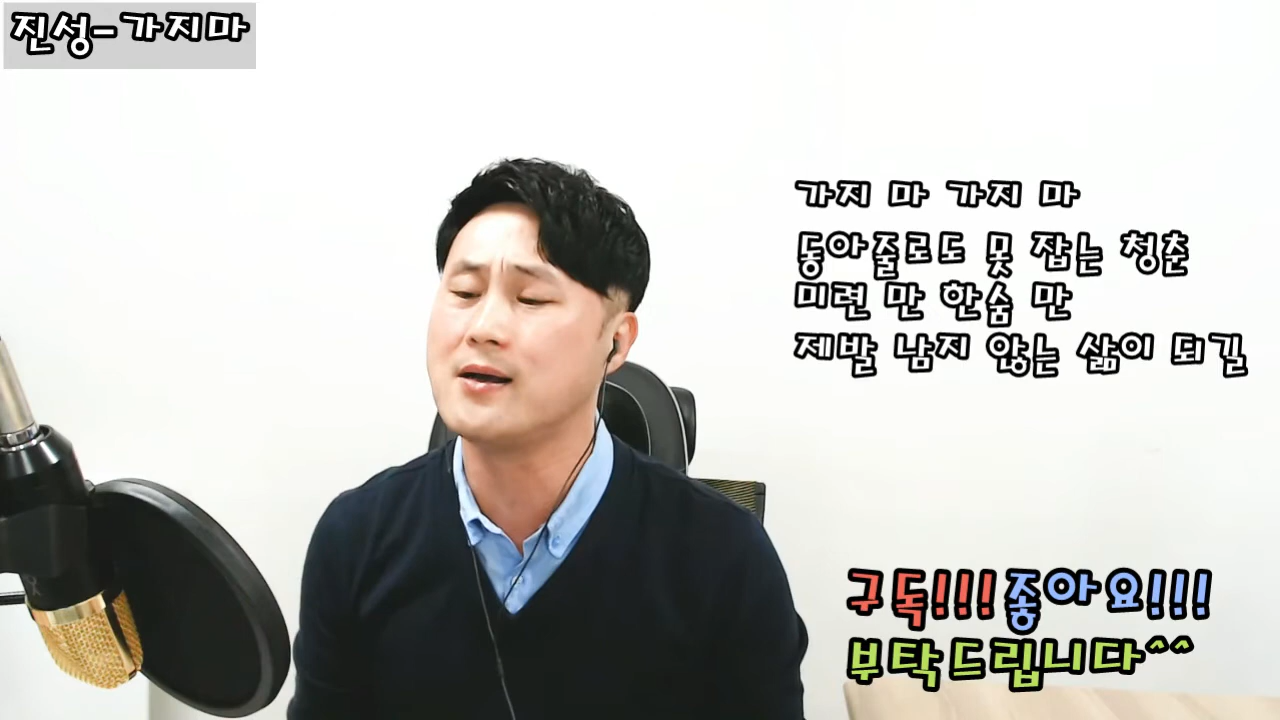 진성-가지마
가지 마 가지 마
동아줄로도 못 잡는 청춘
미련 만 한숨 만
제발 남지 않는 삶이 되길
구독!!!좋아요!!!
부탁드립니다^^